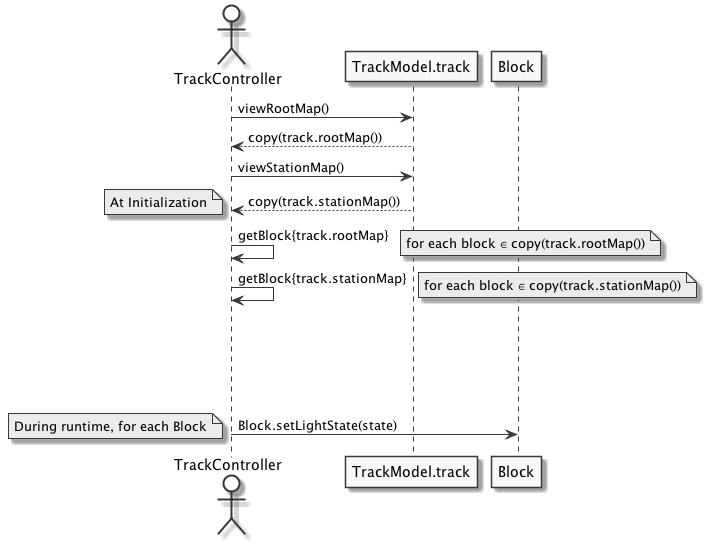 TrackController
TrackModel.track
Block
viewRootMap()
copy(track.rootMap())
viewStationMap()
At Initialization
copy(track.stationMap())
getBlock{track.rootMap}
for each block ∈ copy(track.rootMap())
getBlock{track.stationMap}
for each block ∈ copy(track.stationMap())
During runtime, for each Block
Block.setLightState(state)
TrackController
TrackModel.track
Block